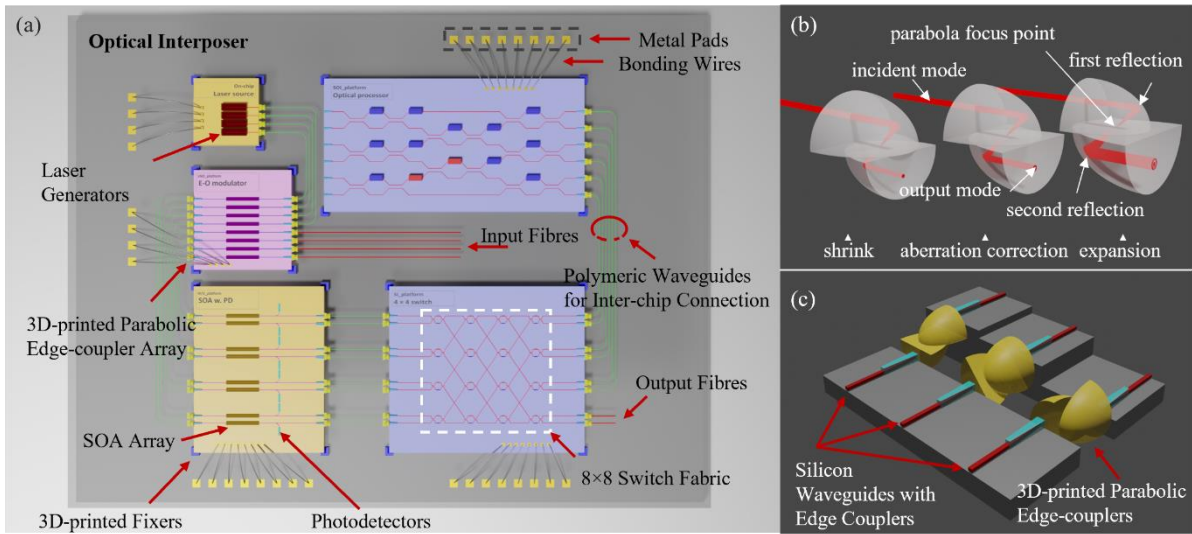 (a)
Optical Interposer
Metal Pads
Bonding Wires
On-chip
Laser source
SOI_platform
Optical processor
Laser
Generators
E-O modulator
Input Fibres
Polymeric Waveguides
for Inter-chip Connection
3D-printed Parabolic
Edge-coupler Array
SOA w. PD
4 × 4 switch
Output Fibres
SOA Array
8×8 Switch Fabric
3D-printed Fixers
Photodetectors
(b)
parabola focus point
incident mode
first reflection
output mode
second reflection
shrink
aberration correction
expansion
(c)
Silicon
Waveguides with
Edge Couplers
3D-printed Parabolic
Edge-couplers